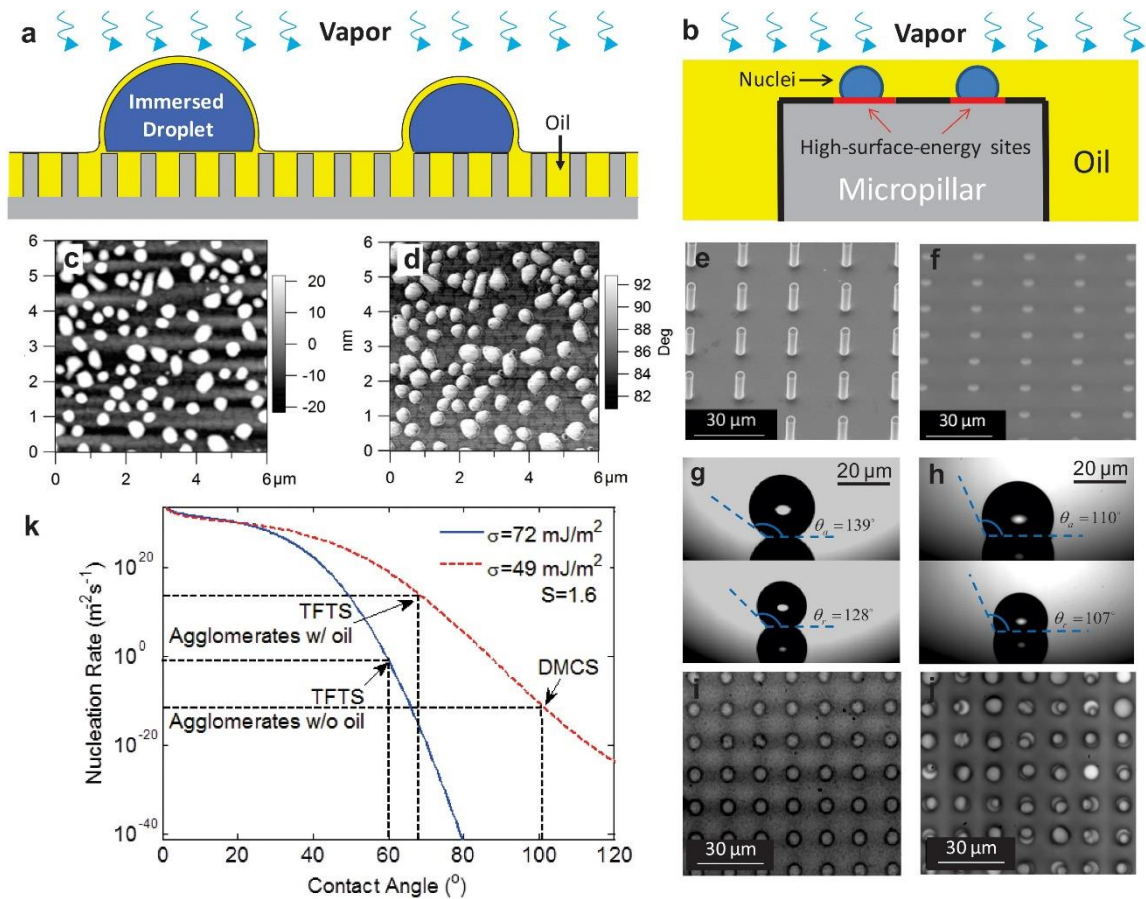 a
Vapor
Immersed
Droplet
Oil
b
Vapor
Nuclei
High-surface-energy sites
Micropillar
Oil
c
6
5
4
3
2
1
0
0 2 4 6 µm
20
10
0
-10
-20
nm
d
6
5
4
3
2
1
0
0 2 4 6 µm
92
90
88
86
84
82
Deg
e
30 µm
f
30 µm
g
20 µm
θa=139°
θr=128°
h
20 µm
θa=110°
θr=107°
i
30 µm
j
30 µm
k
σ=72 mJ/m²
σ=49 mJ/m²
S=1.6
TFTS
Agglomerates w/ oil
TFTS
DMCS
Agglomerates w/o oil
Nucleation Rate (m²s⁻¹)
10²⁰
10⁰
10⁻²⁰
10⁻⁴⁰
0 20 40 60 80 100 120
Contact Angle (°)